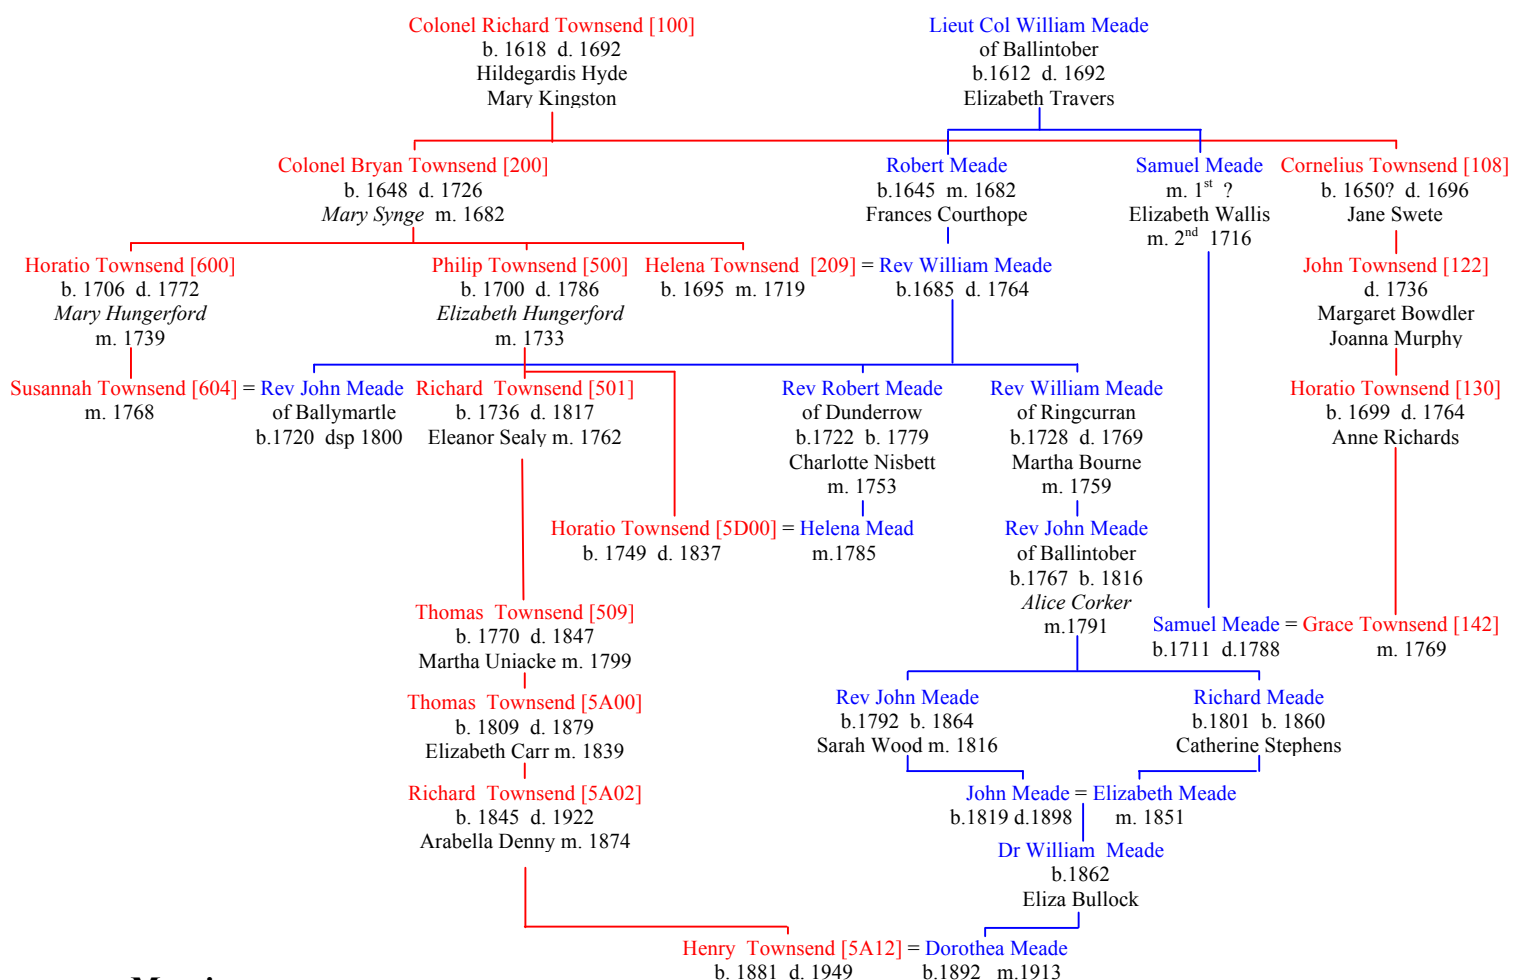 Colonel Richard Townsend [100]
b. 1618 d. 1692
Hildegardis Hyde
Mary Kingston
Lieut Col William Meade
of Ballintober
b.1612 d. 1692
Elizabeth Travers
Colonel Bryan Townsend [200]
b. 1648 d. 1726
Mary Synge m. 1682
Robert Meade
b.1645 m. 1682
Frances Courthope
Samuel Meade
m. 1st ?
Elizabeth Wallis
m. 2nd 1716
Cornelius Townsend [108]
b. 1650? d. 1696
Jane Swete
Horatio Townsend [600]
b. 1706 d. 1772
Mary Hungerford
m. 1739
Philip Townsend [500]
b. 1700 d. 1786
Elizabeth Hungerford
m. 1733
Helena Townsend [209] = Rev William Meade
b. 1695 m. 1719
b.1685 d. 1764
John Townsend [122]
d. 1736
Margaret Bowdler
Joanna Murphy
Susannah Townsend [604] = Rev John Meade
m. 1768
of Ballymartle
b.1720 dsp 1800
Richard Townsend [501]
b. 1736 d. 1817
Eleanor Sealy m. 1762
Rev Robert Meade
of Dunderrow
b.1722 b. 1779
Charlotte Nisbett
m. 1753
Rev William Meade
of Ringcurran
b.1728 d. 1769
Martha Bourne
m. 1759
Horatio Townsend [130]
b. 1699 d. 1764
Anne Richards
Horatio Townsend [5D00] = Helena Mead
b. 1749 d. 1837
m.1785
Rev John Meade
of Ballintober
b.1767 b. 1816
Alice Corker
m.1791
Thomas Townsend [509]
b. 1770 d. 1847
Martha Uniacke m. 1799
Samuel Meade = Grace Townsend [142]
b.1711 d.1788
m. 1769
Thomas Townsend [5A00]
b. 1809 d. 1879
Elizabeth Carr m. 1839
Rev John Meade
b.1792 b. 1864
Sarah Wood m. 1816
Richard Meade
b.1801 b. 1860
Catherine Stephens
Richard Townsend [5A02]
b. 1845 d. 1922
Arabella Denny m. 1874
John Meade = Elizabeth Meade
b.1819 d.1898
m. 1851
Dr William Meade
b.1862
Eliza Bullock
Henry Townsend [5A12] = Dorothea Meade
b. 1881 d. 1949
b.1892 m.1913